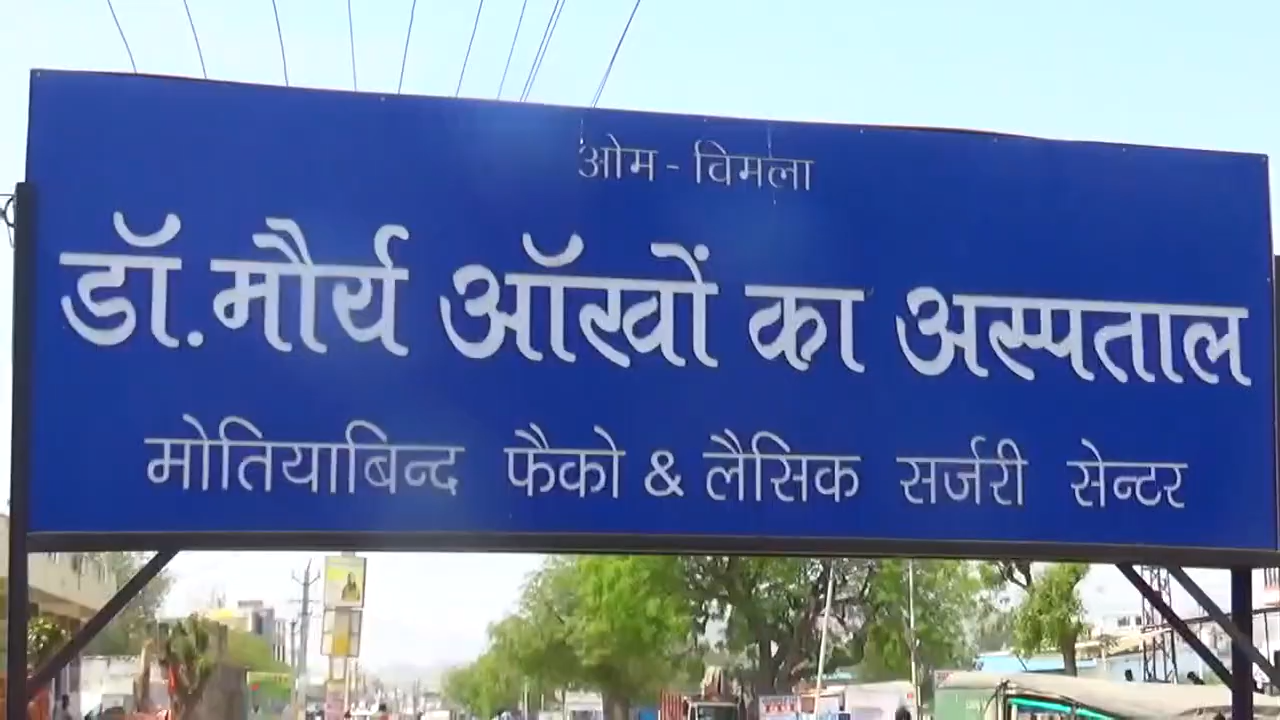 ओम - विमला
डॉ. मौर्य ऑखों का अस्पताल
मोतियाबिन्द फैको & लैसिक सर्जरी सेन्टर